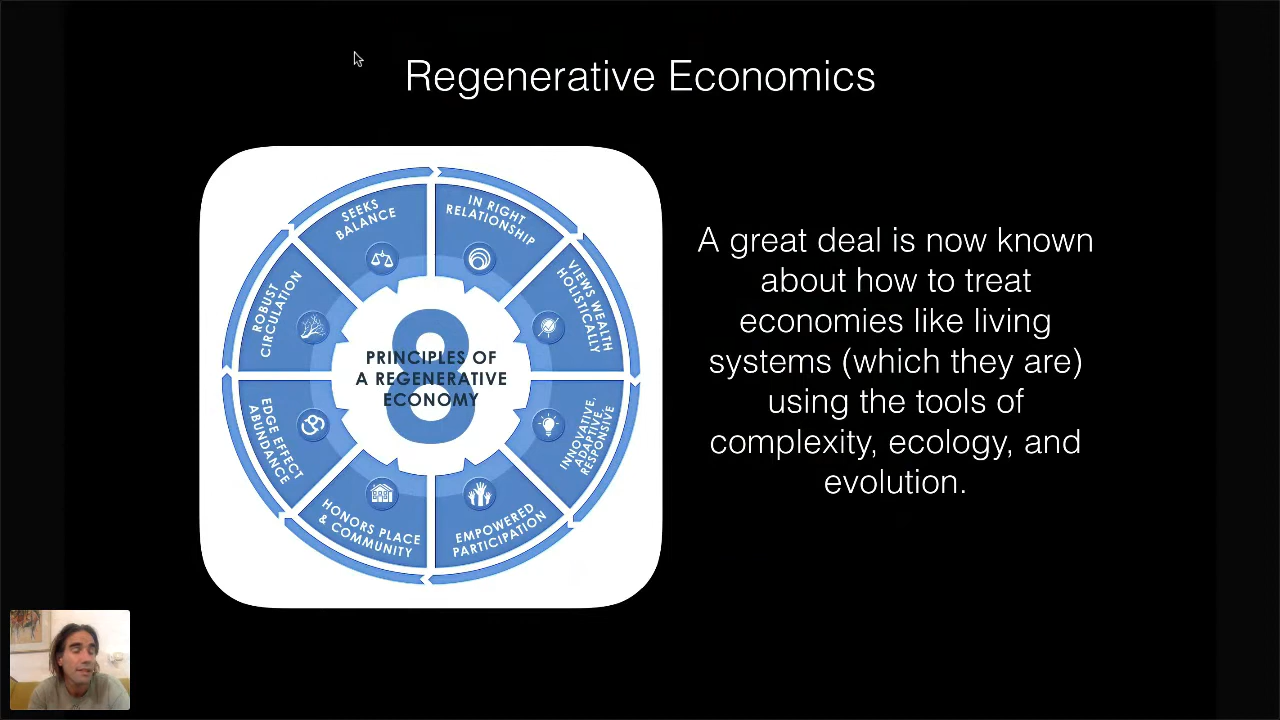 Regenerative Economics
SEEKS
BALANCE
IN RIGHT
RELATIONSHIP
VIEWS WEALTH
HOLISTICALLY
INNOVATIVE,
ADAPTIVE,
RESPONSIVE
EMPOWERED
PARTICIPATION
HONORS PLACE
& COMMUNITY
EDGE EFFECT
ABUNDANCE
ROBUST
CIRCULATION
8
PRINCIPLES OF
A REGENERATIVE
ECONOMY
A great deal is now known
about how to treat
economies like living
systems (which they are)
using the tools of
complexity, ecology, and
evolution.